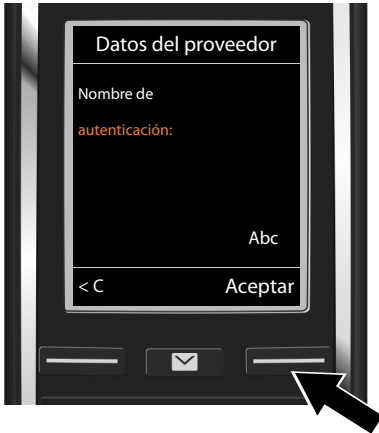 Datos del proveedor
Nombre de
autenticación:
Abc
< C Aceptar